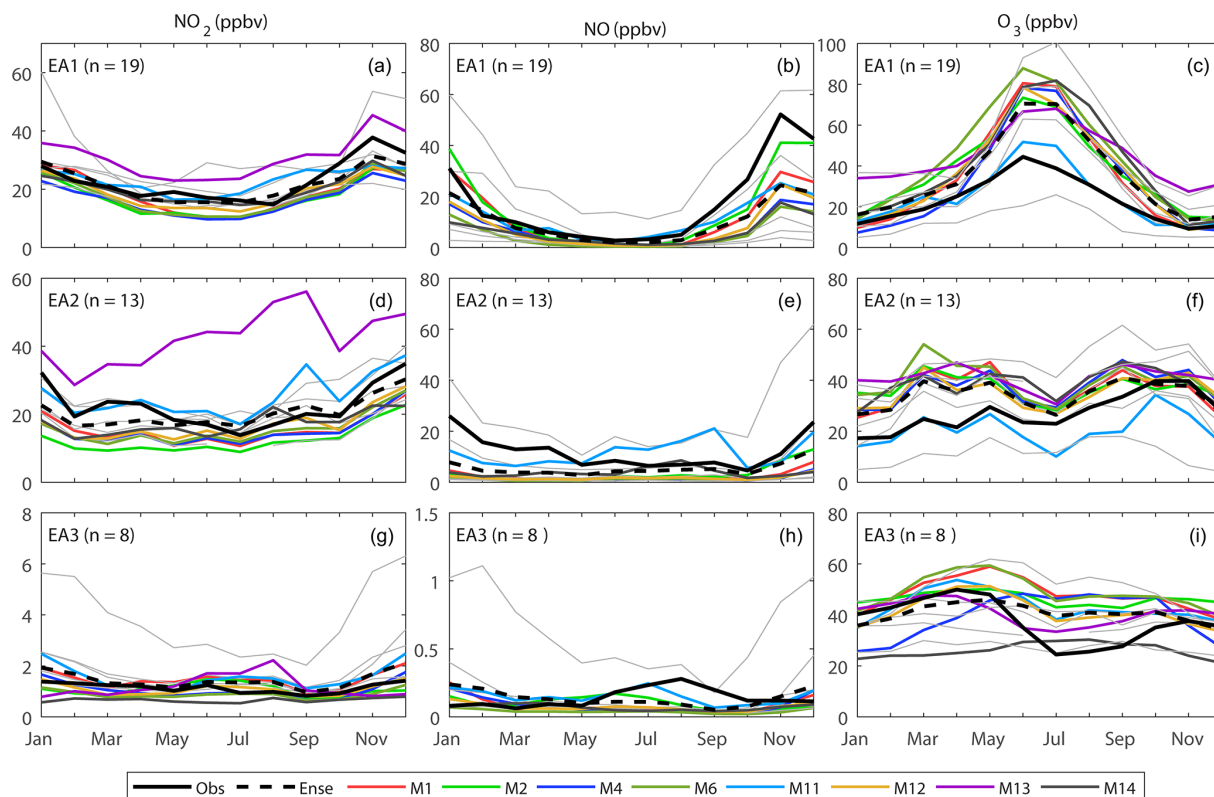 NO2 (ppbv)
NO (ppbv)
O3 (ppbv)
EA1 (n = 19)
(a)
60
40
20
0
EA1 (n = 19)
(b)
80
60
40
20
0
EA1 (n = 19)
(c)
100
80
60
40
20
0
EA2 (n = 13)
(d)
60
40
20
0
EA2 (n = 13)
(e)
80
60
40
20
0
EA2 (n = 13)
(f)
80
60
40
20
0
EA3 (n = 8)
(g)
8
6
4
2
0
EA3 (n = 8 )
(h)
1.5
1
0.5
0
EA3 (n = 8 )
(i)
80
60
40
20
0
Jan Mar May Jul Sep Nov
Jan Mar May Jul Sep Nov
Jan Mar May Jul Sep Nov
Obs Ense M1 M2 M4 M6 M11 M12 M13 M14